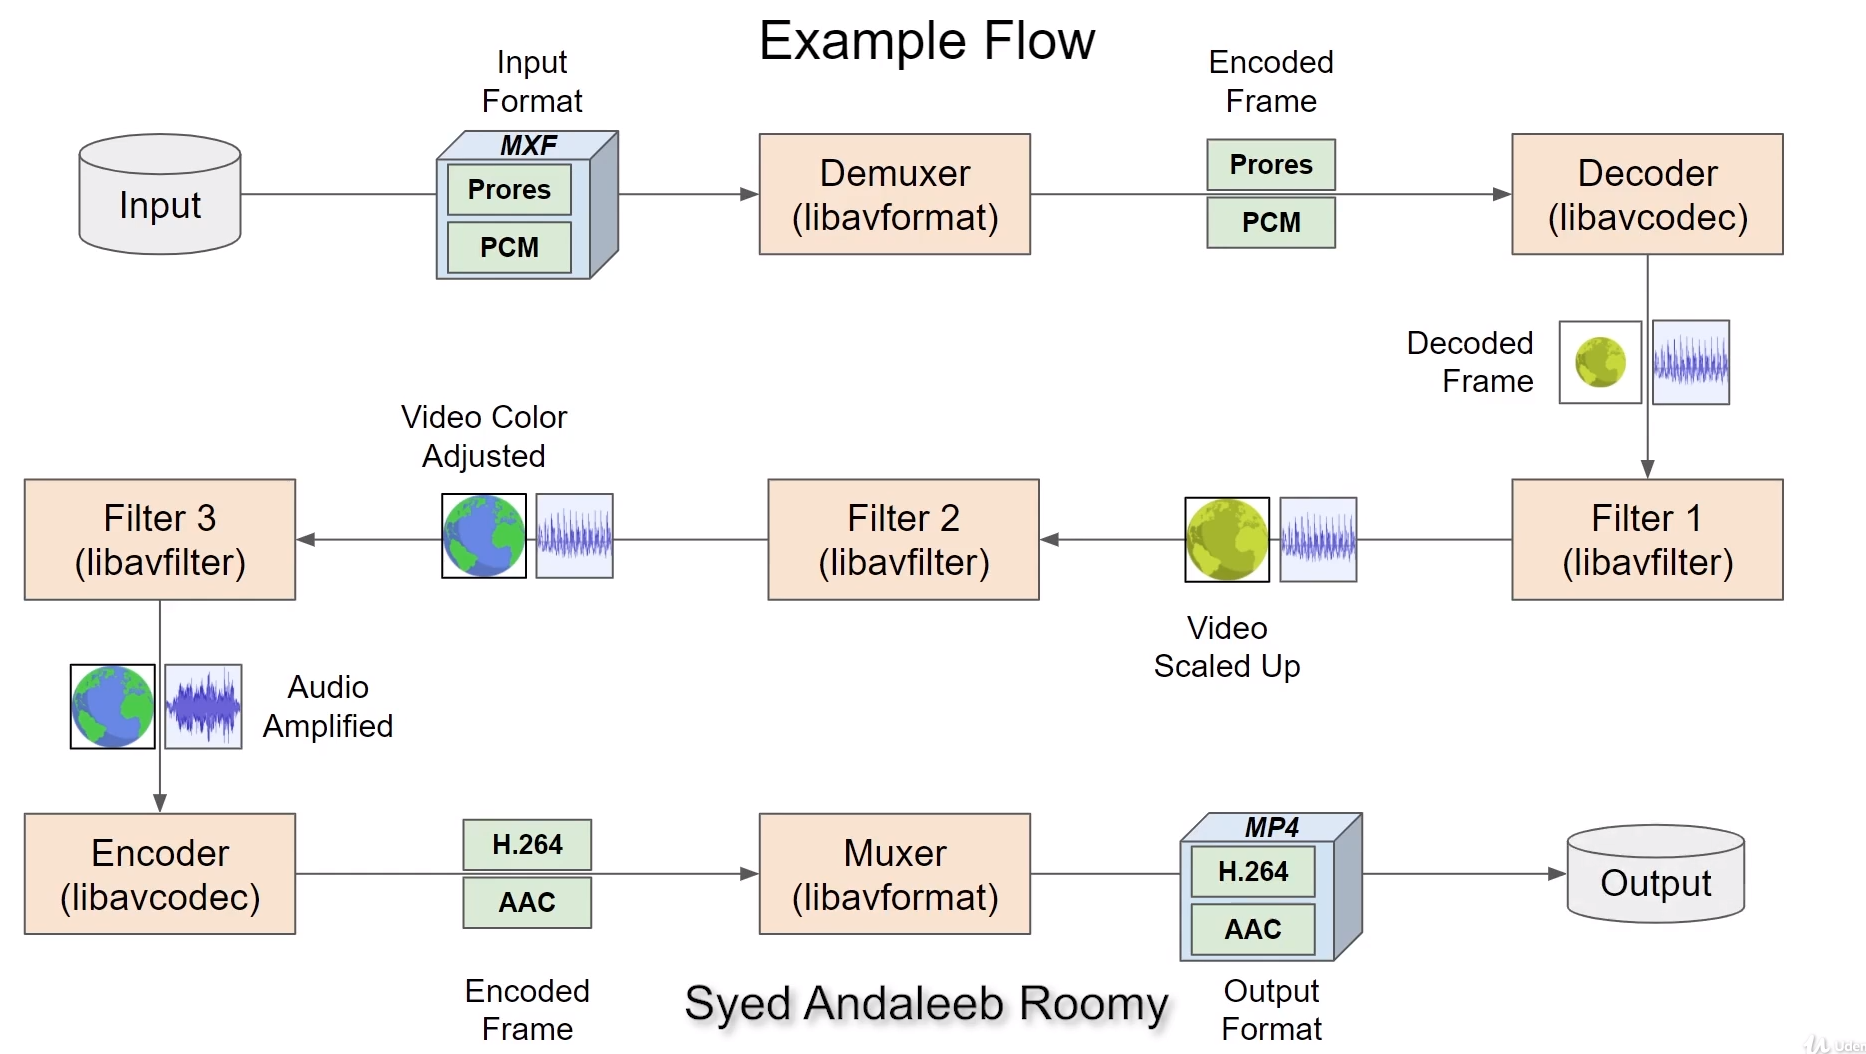 Example Flow
Input
Format
Encoded
Frame
Input
MXF
Prores
PCM
Demuxer
(libavformat)
Prores
PCM
Decoder
(libavcodec)
Decoded
Frame
Video Color
Adjusted
Filter 3
(libavfilter)
Filter 2
(libavfilter)
Filter 1
(libavfilter)
Video
Scaled Up
Audio
Amplified
Encoder
(libavcodec)
H.264
AAC
Muxer
(libavformat)
MP4
H.264
AAC
Output
Encoded
Frame
Syed Andaleeb Roomy
Output
Format